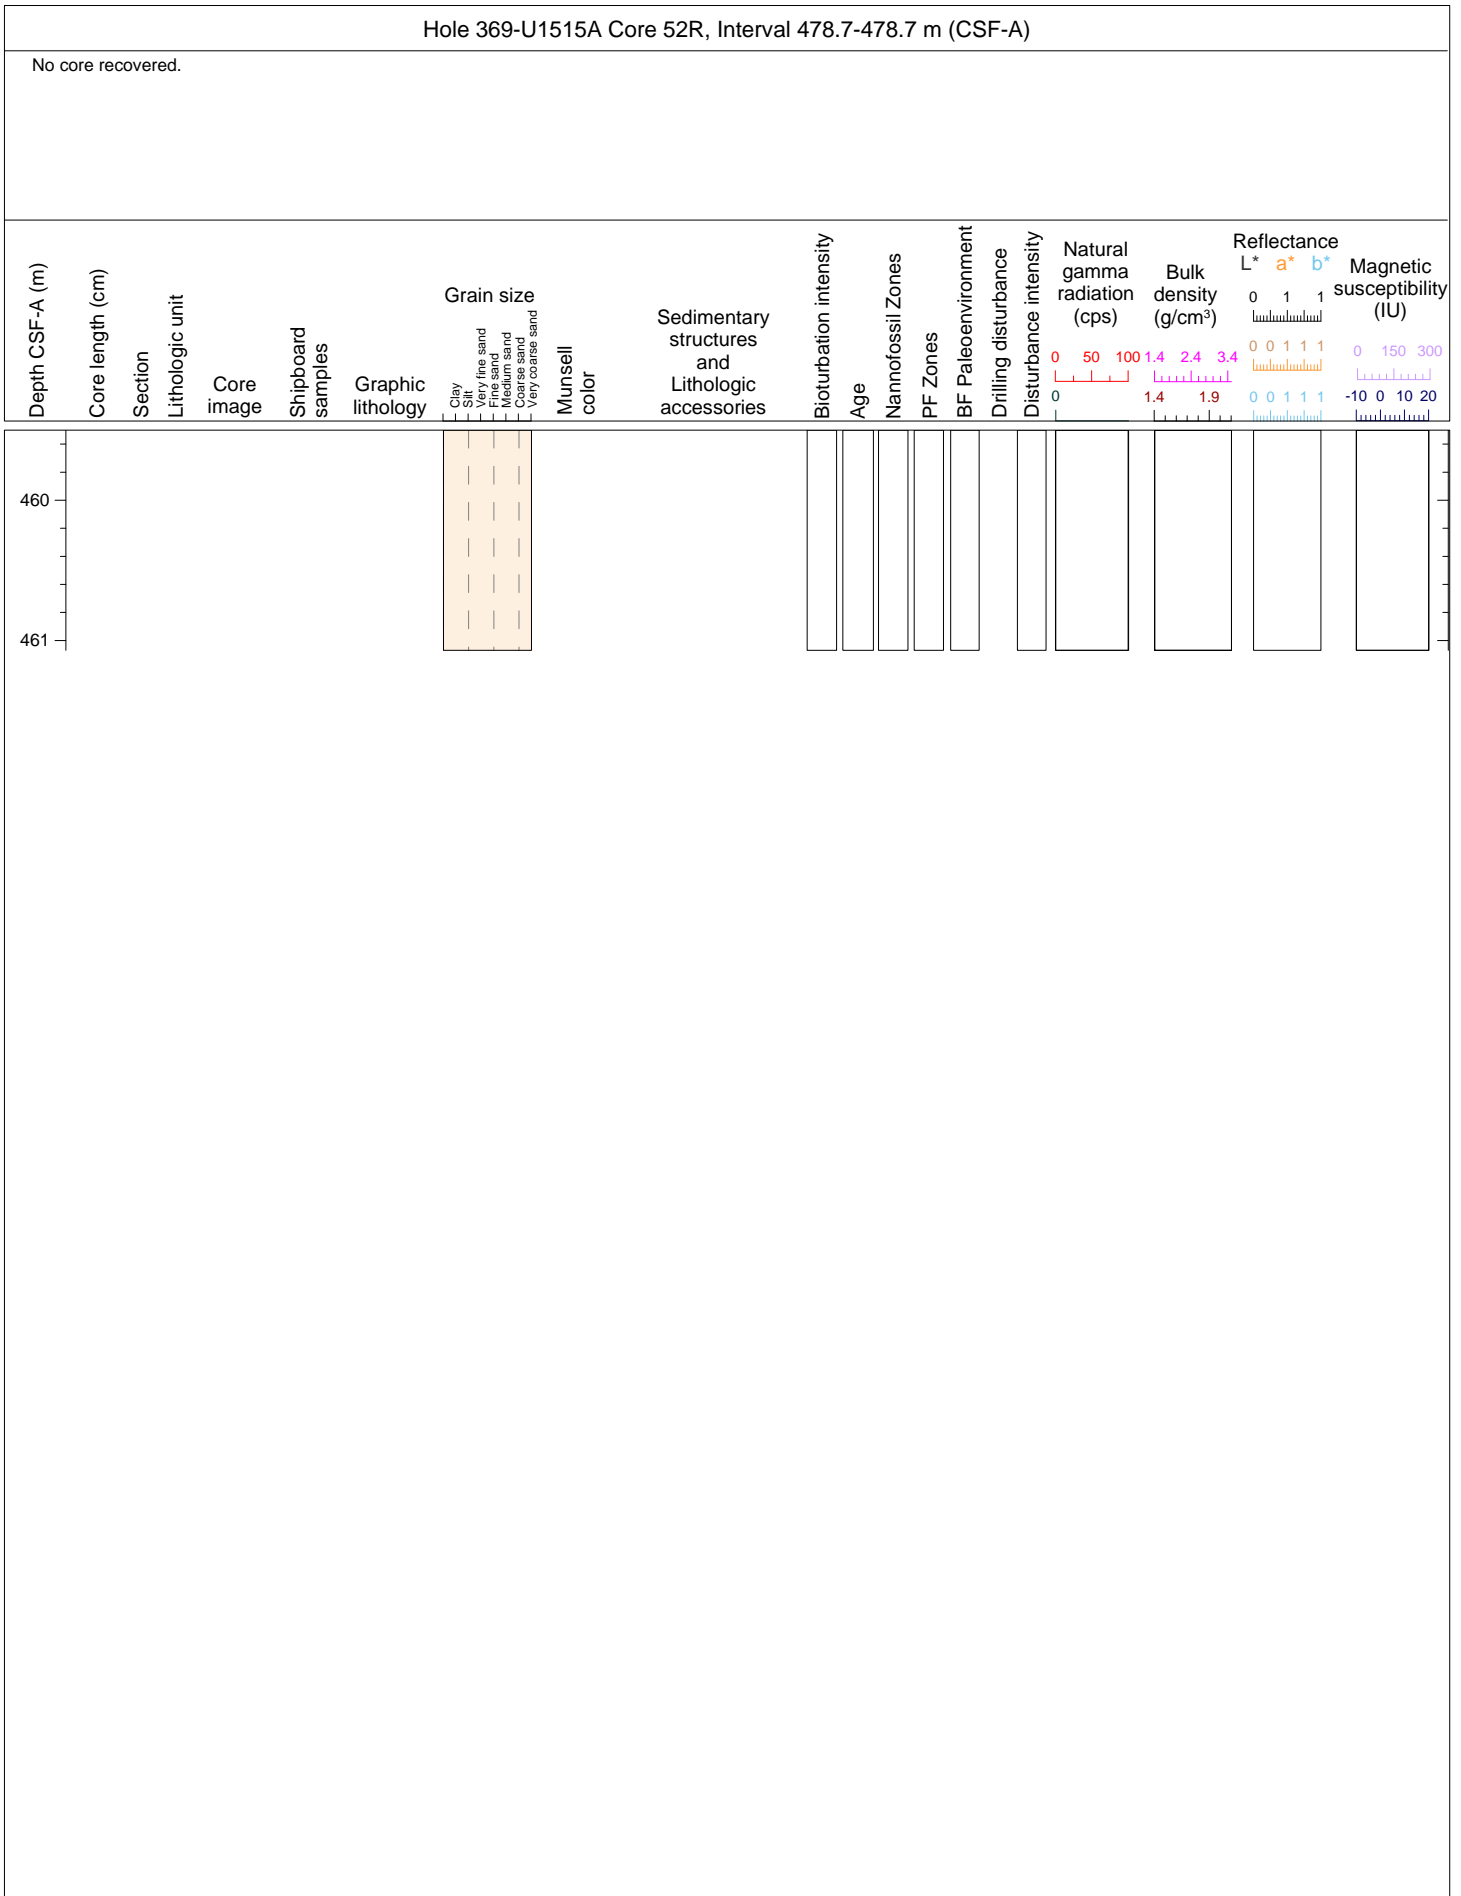 Hole 369-U1515A Core 52R, Interval 478.7-478.7 m (CSF-A)
No core recovered.
Depth CSF-A (m)
Core length (cm)
Section
Lithologic unit
Core
image
Shipboard
samples
Graphic
lithology
Grain size
Clay
Silt
Very fine sand
Fine sand
Medium sand
Coarse sand
Very coarse sand
Munsell
color
Sedimentary
structures
and
Lithologic
accessories
Bioturbation intensity
Age
Nannofossil Zones
PF Zones
BF Paleoenvironment
Drilling disturbance
Disturbance intensity
Natural
gamma
radiation
(cps)
0 50 100
0
Bulk
density
(g/cm³)
1.4 2.4 3.4
1.4 1.9
Reflectance
L* a* b*
0 1 1
0 0 1 1 1
0 0 1 1 1
Magnetic
susceptibility
(IU)
0 150 300
-10 0 10 20
460
461